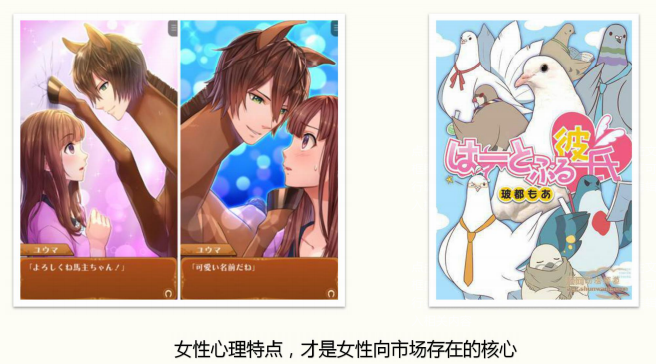 ユウマ
「よろしくね馬主ちゃん!」
ユウマ
「可愛い名前だね」
はーとふる彼氏
玻都もあ
女性心理特点，才是女性向市场存在的核心